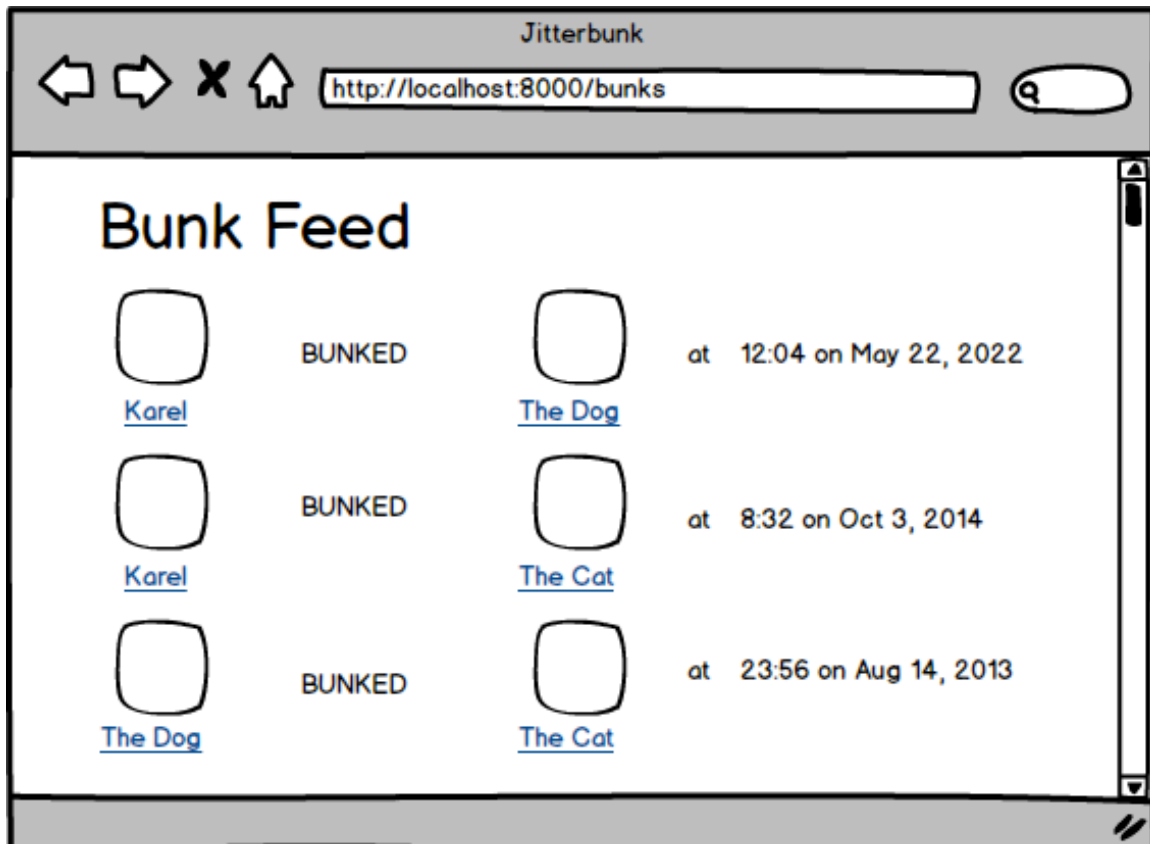 Jitterbunk
http://localhost:8000/bunks
Bunk Feed
BUNKED at 12:04 on May 22, 2022
Karel The Dog
BUNKED at 8:32 on Oct 3, 2014
Karel The Cat
BUNKED at 23:56 on Aug 14, 2013
The Dog The Cat